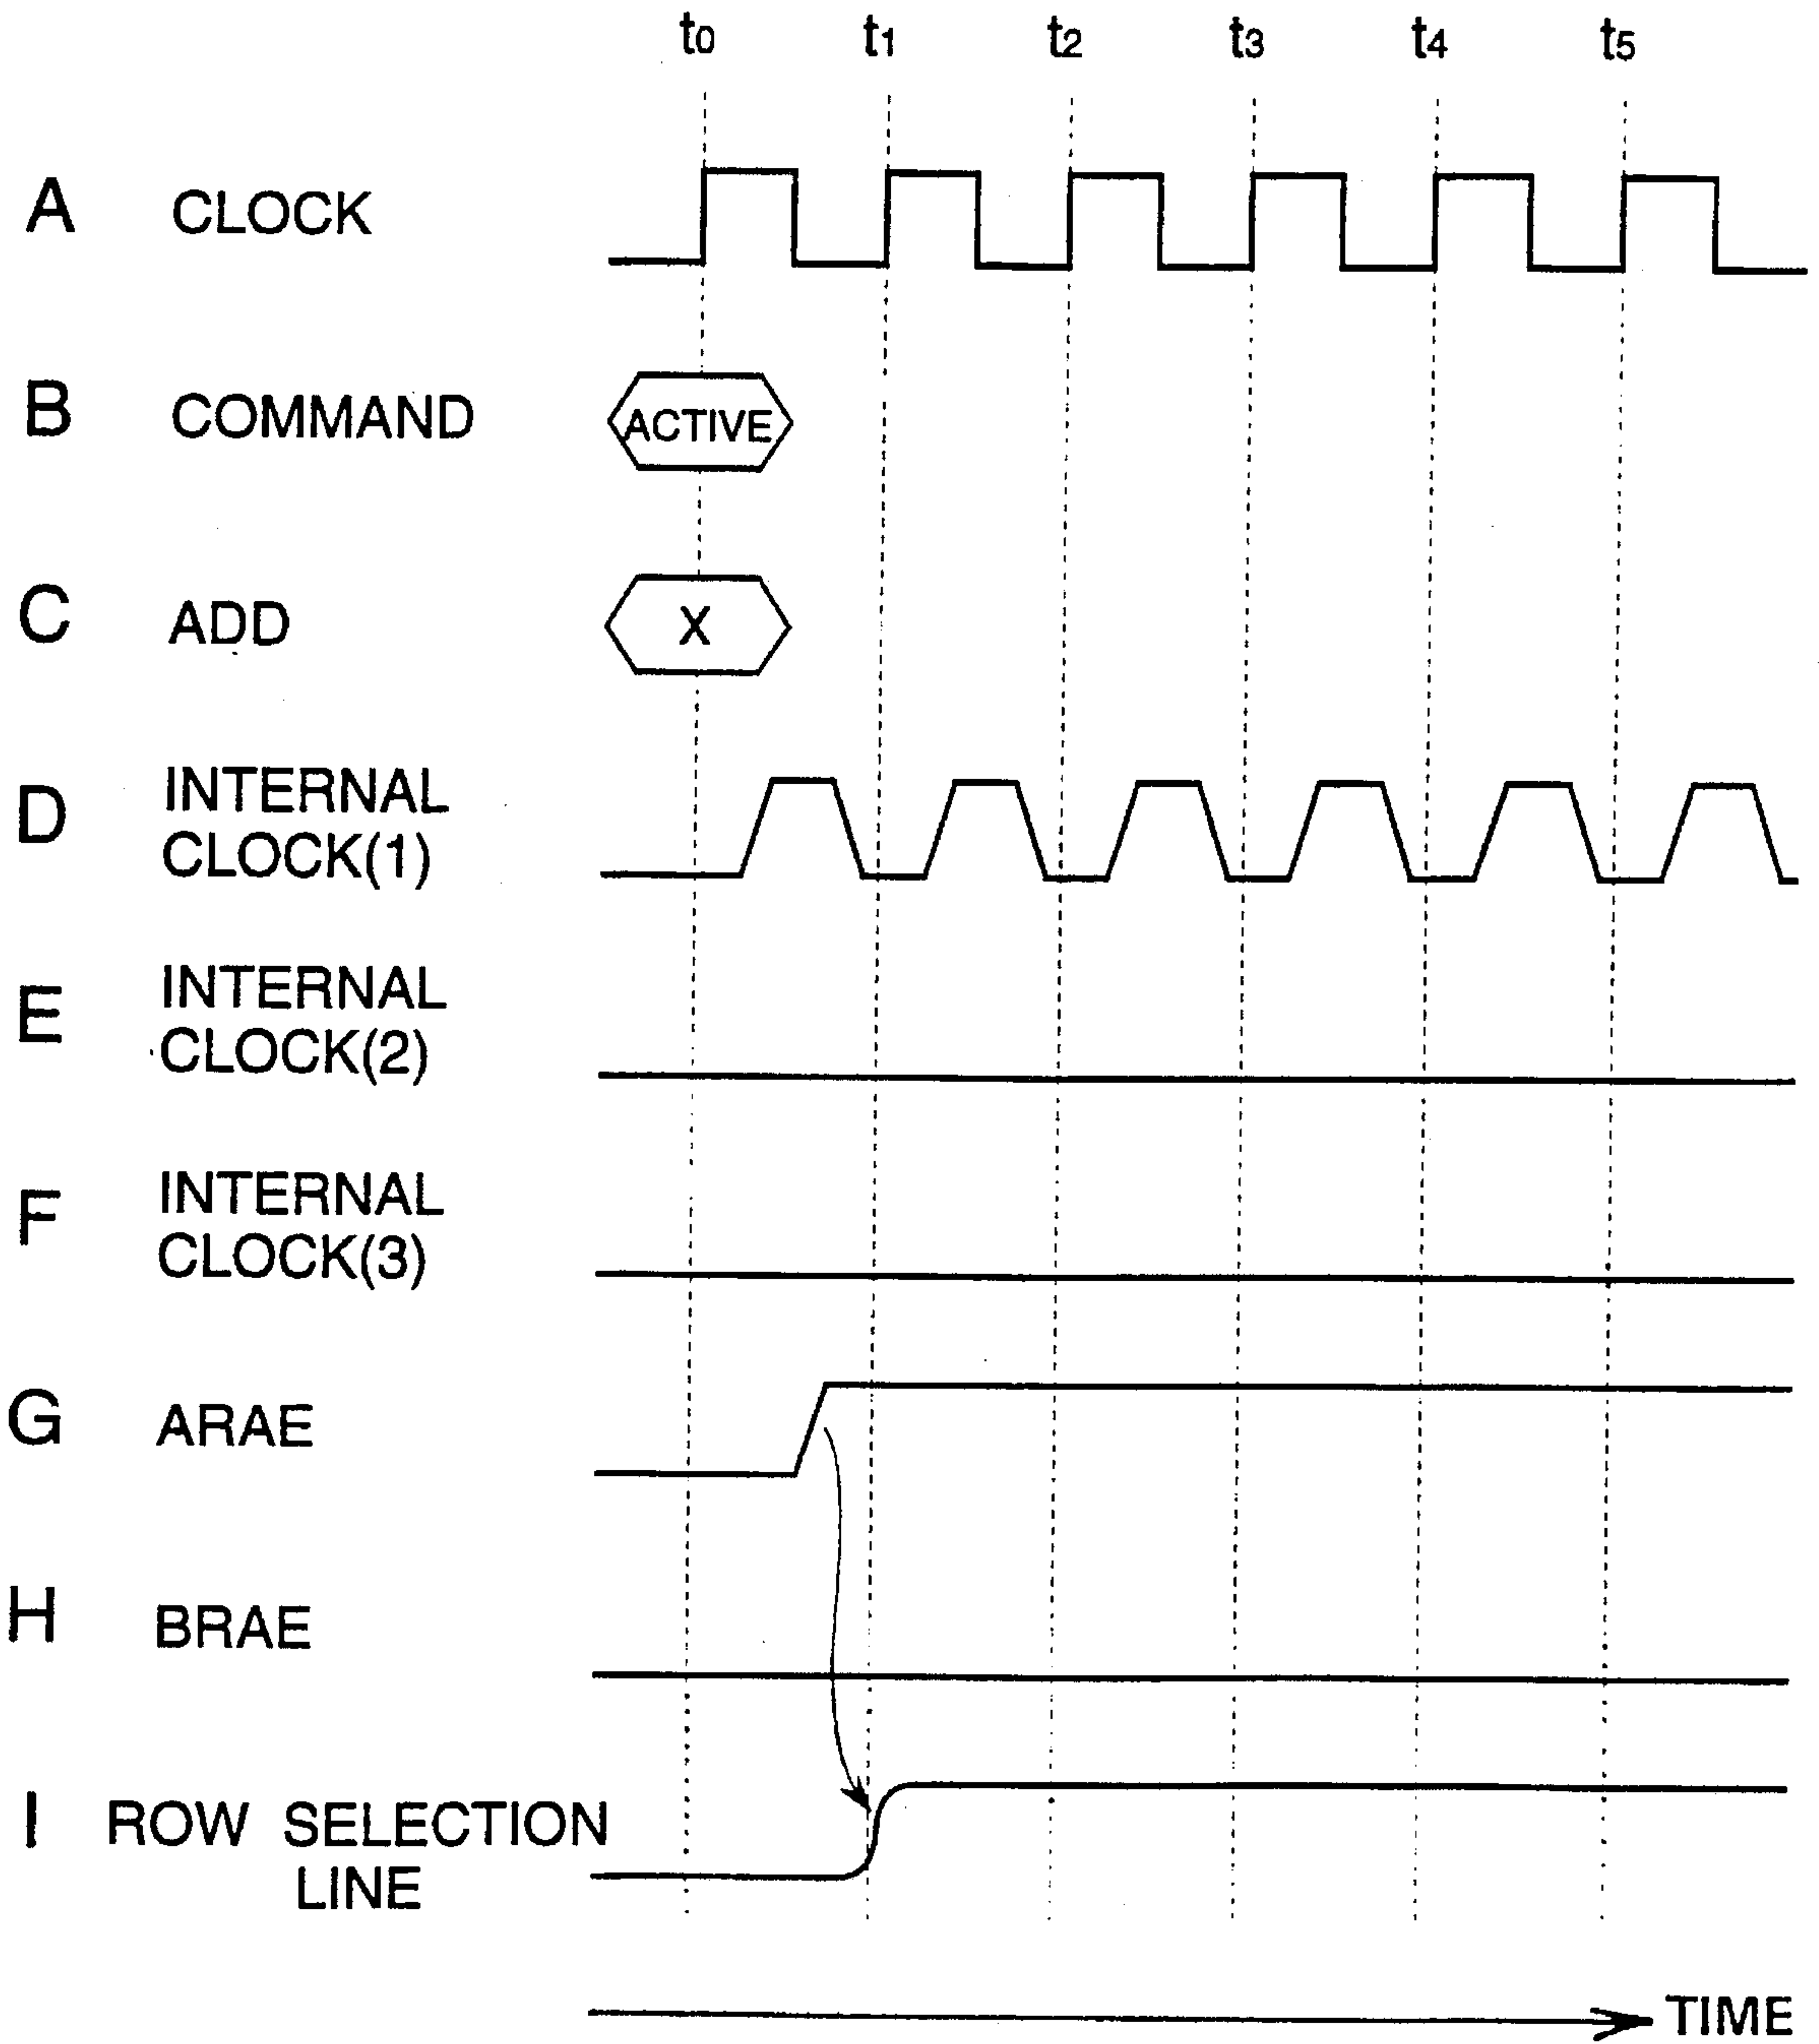 t0 t1 t2 t3 t4 t5
A CLOCK
B COMMAND ACTIVE
C ADD X
D INTERNAL
CLOCK(1)
E INTERNAL
CLOCK(2)
F INTERNAL
CLOCK(3)
G ARAE
H BRAE
I ROW SELECTION
LINE
TIME